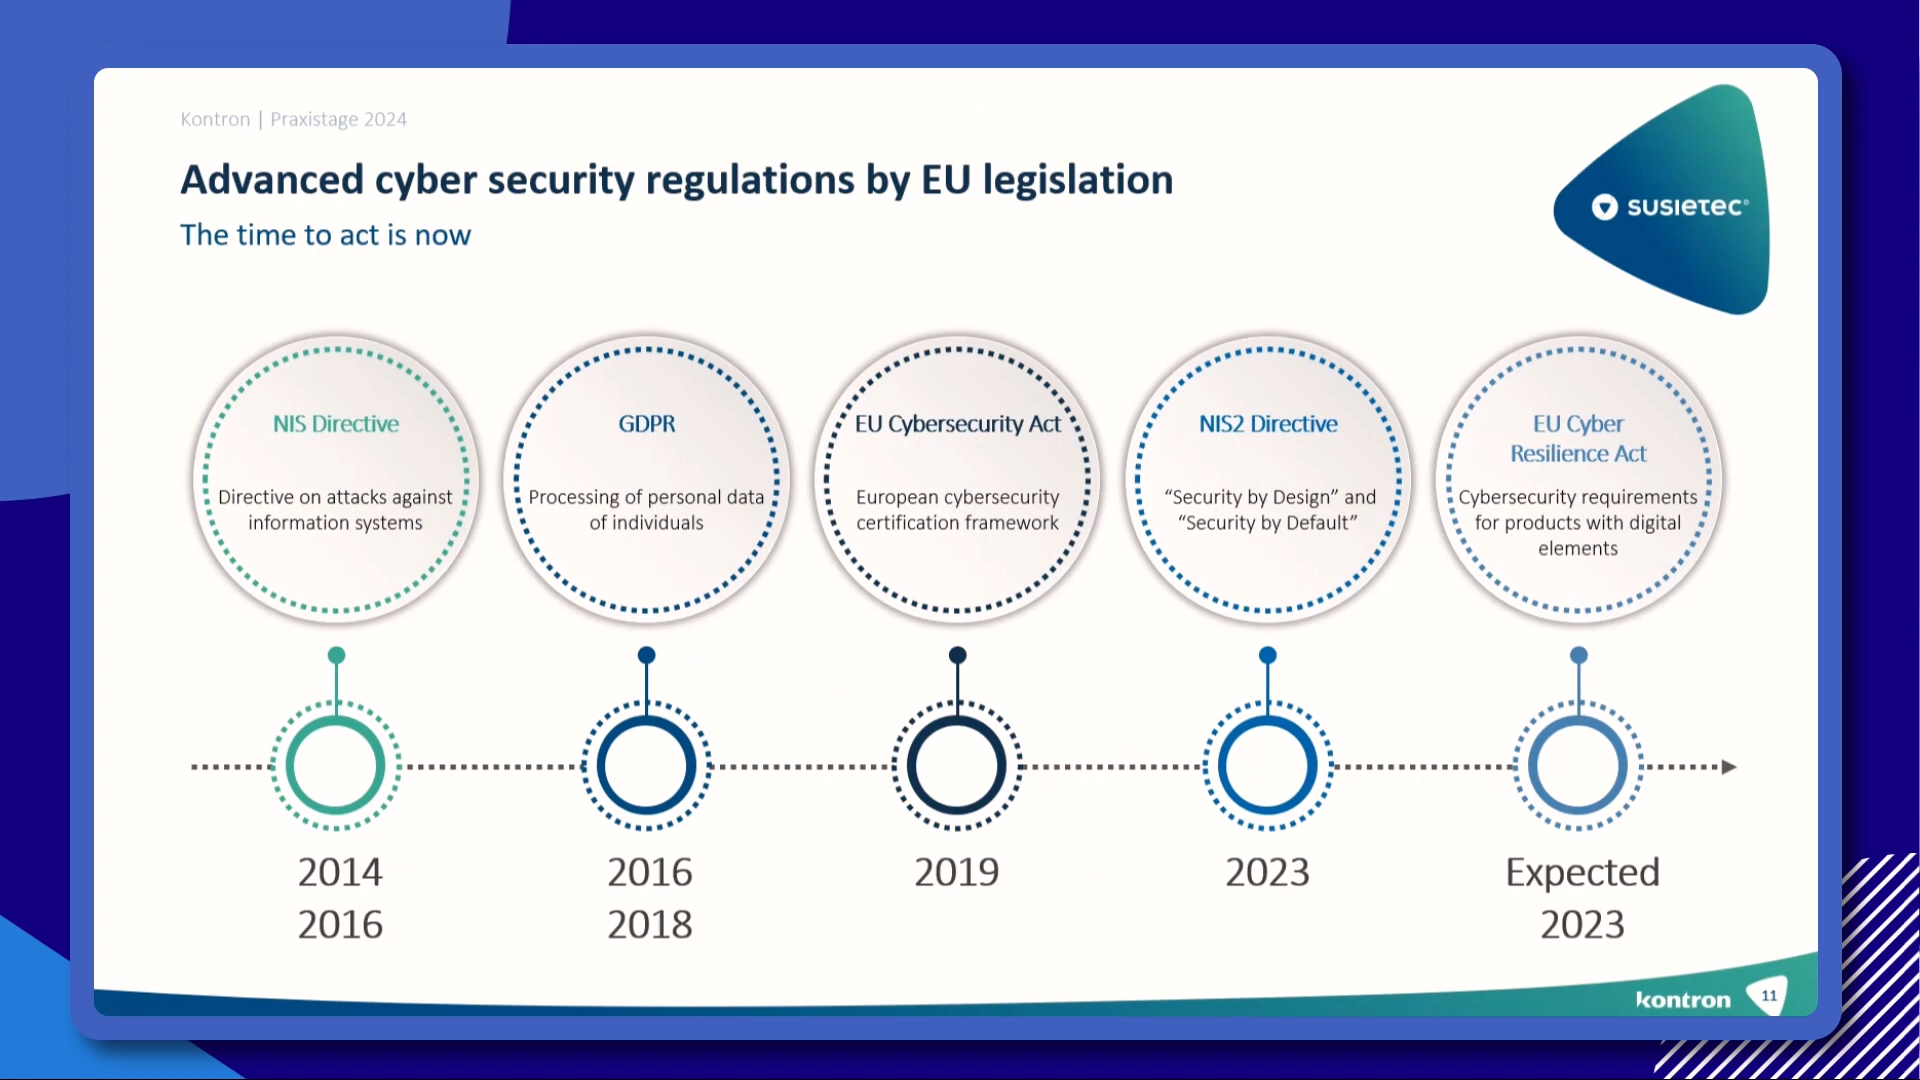 Kontron | Praxistage 2024
Advanced cyber security regulations by EU legislation
The time to act is now
susietec®
NIS Directive
Directive on attacks against
information systems
GDPR
Processing of personal data
of individuals
EU Cybersecurity Act
European cybersecurity
certification framework
NIS2 Directive
“Security by Design” and
“Security by Default”
EU Cyber
Resilience Act
Cybersecurity requirements
for products with digital
elements
2014
2016
2016
2018
2019
2023
Expected
2023
kontron
11